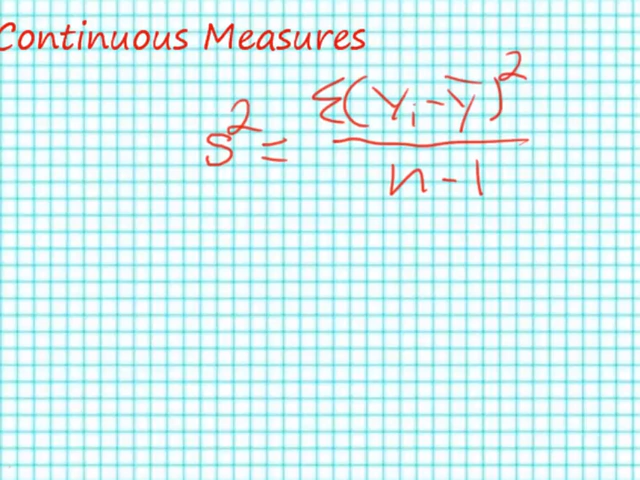 Continuous Measures
s² = Σ(Yᵢ - Ȳ)²
n - 1